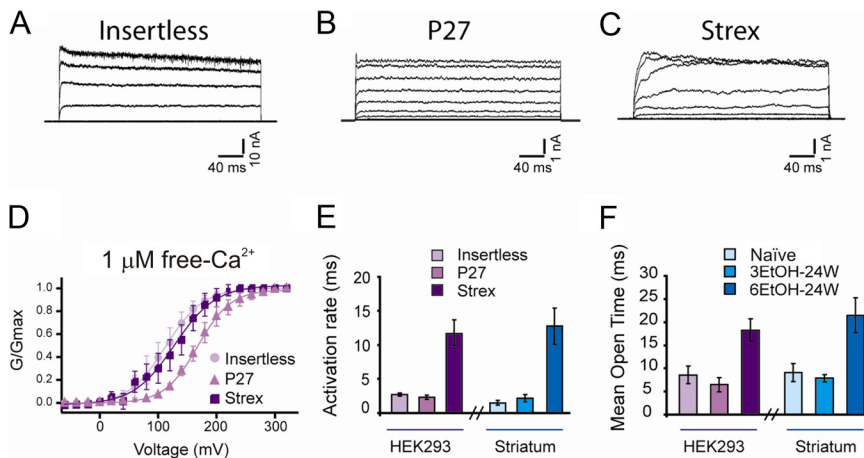 A
Insertless
40 ms
10 nA
B
P27
40 ms
1 nA
C
Strex
40 ms
1 nA
D
1 µM free-Ca²⁺
G/Gmax
1.0
0.8
0.6
0.4
0.2
0.0
Insertless
P27
Strex
0
100
200
300
Voltage (mV)
E
Insertless
P27
Strex
Activation rate (ms)
20
15
10
5
0
HEK293
Striatum
F
Naïve
3EtOH-24W
6EtOH-24W
Mean Open Time (ms)
30
25
20
15
10
5
0
HEK293
Striatum